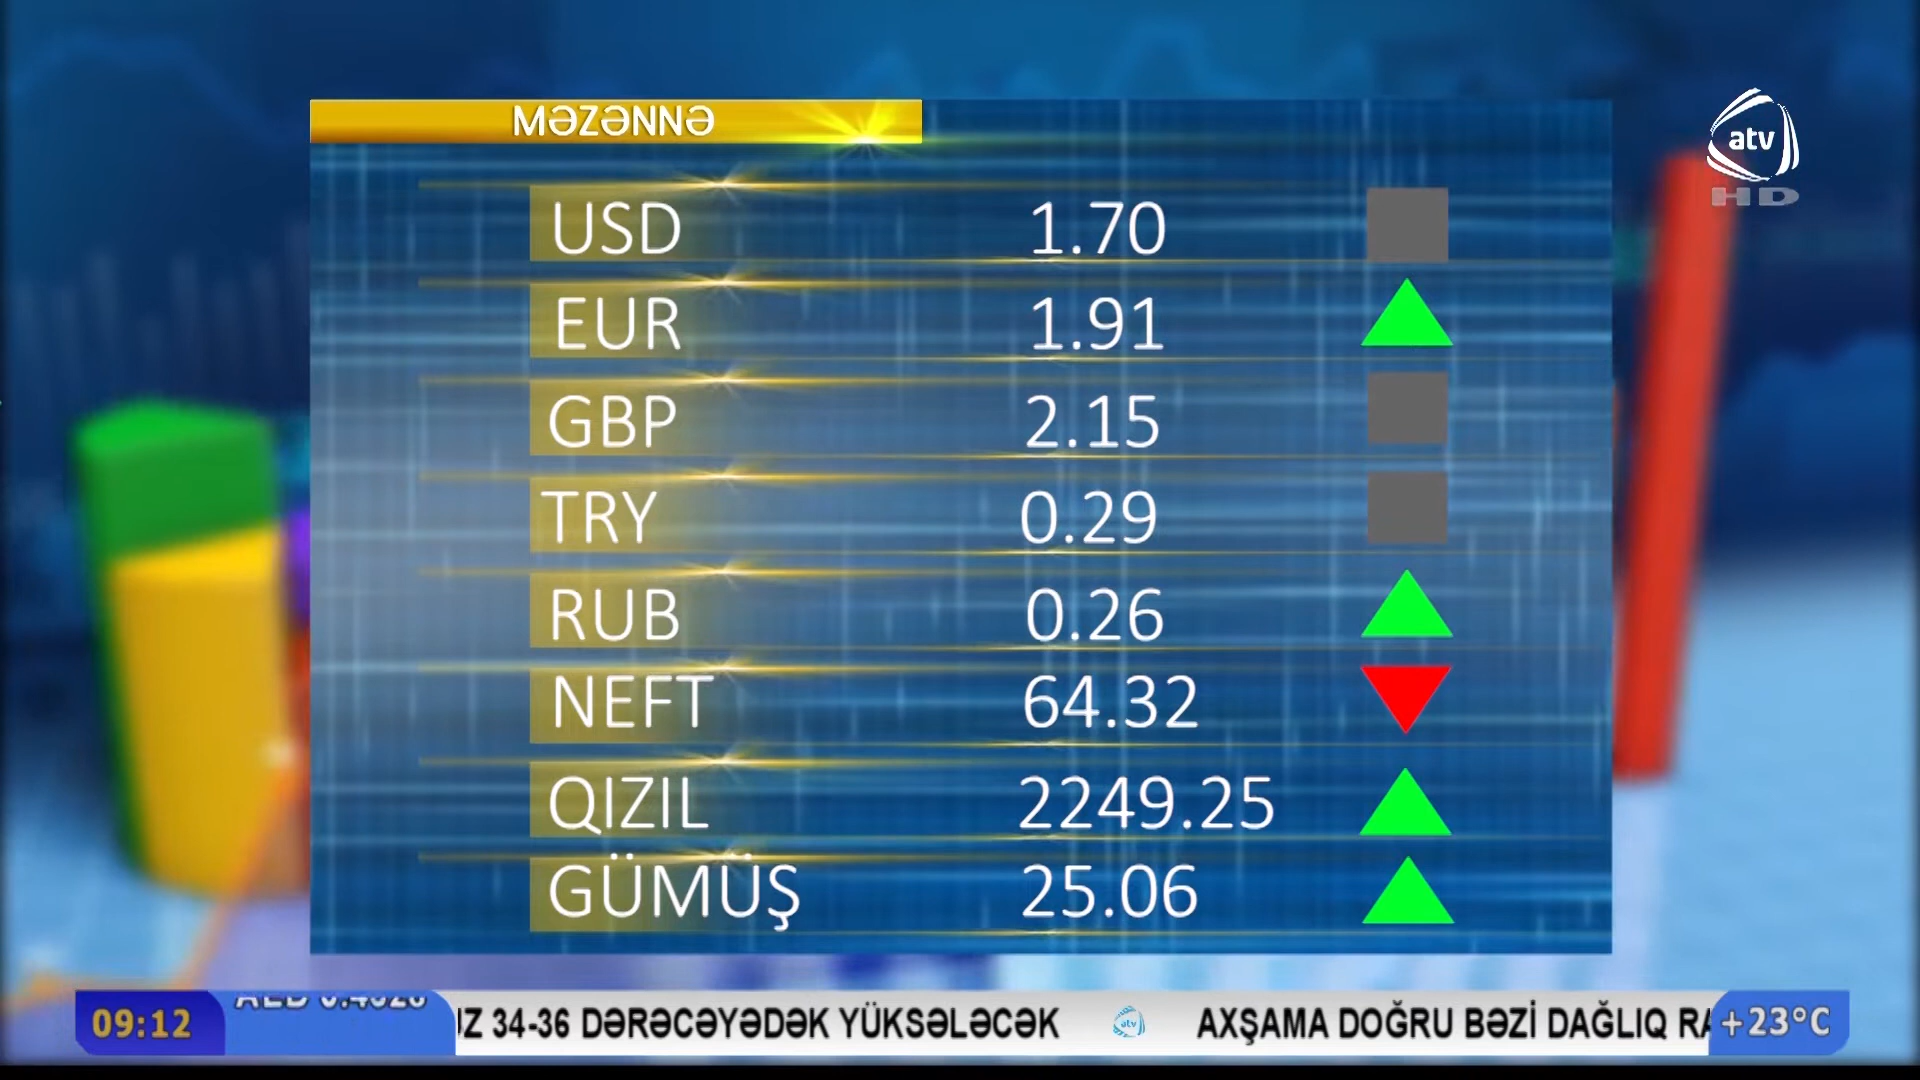 MƏZƏNNƏ
atv
HD
USD 1.70
EUR 1.91
GBP 2.15
TRY 0.29
RUB 0.26
NEFT 64.32
QIZIL 2249.25
GÜMÜŞ 25.06
09:12
34-36 DƏRƏCƏYƏDƏK YÜKSƏLƏCƏK atv AXŞAMA DOĞRU BƏZİ DAĞLIQ
+23°C